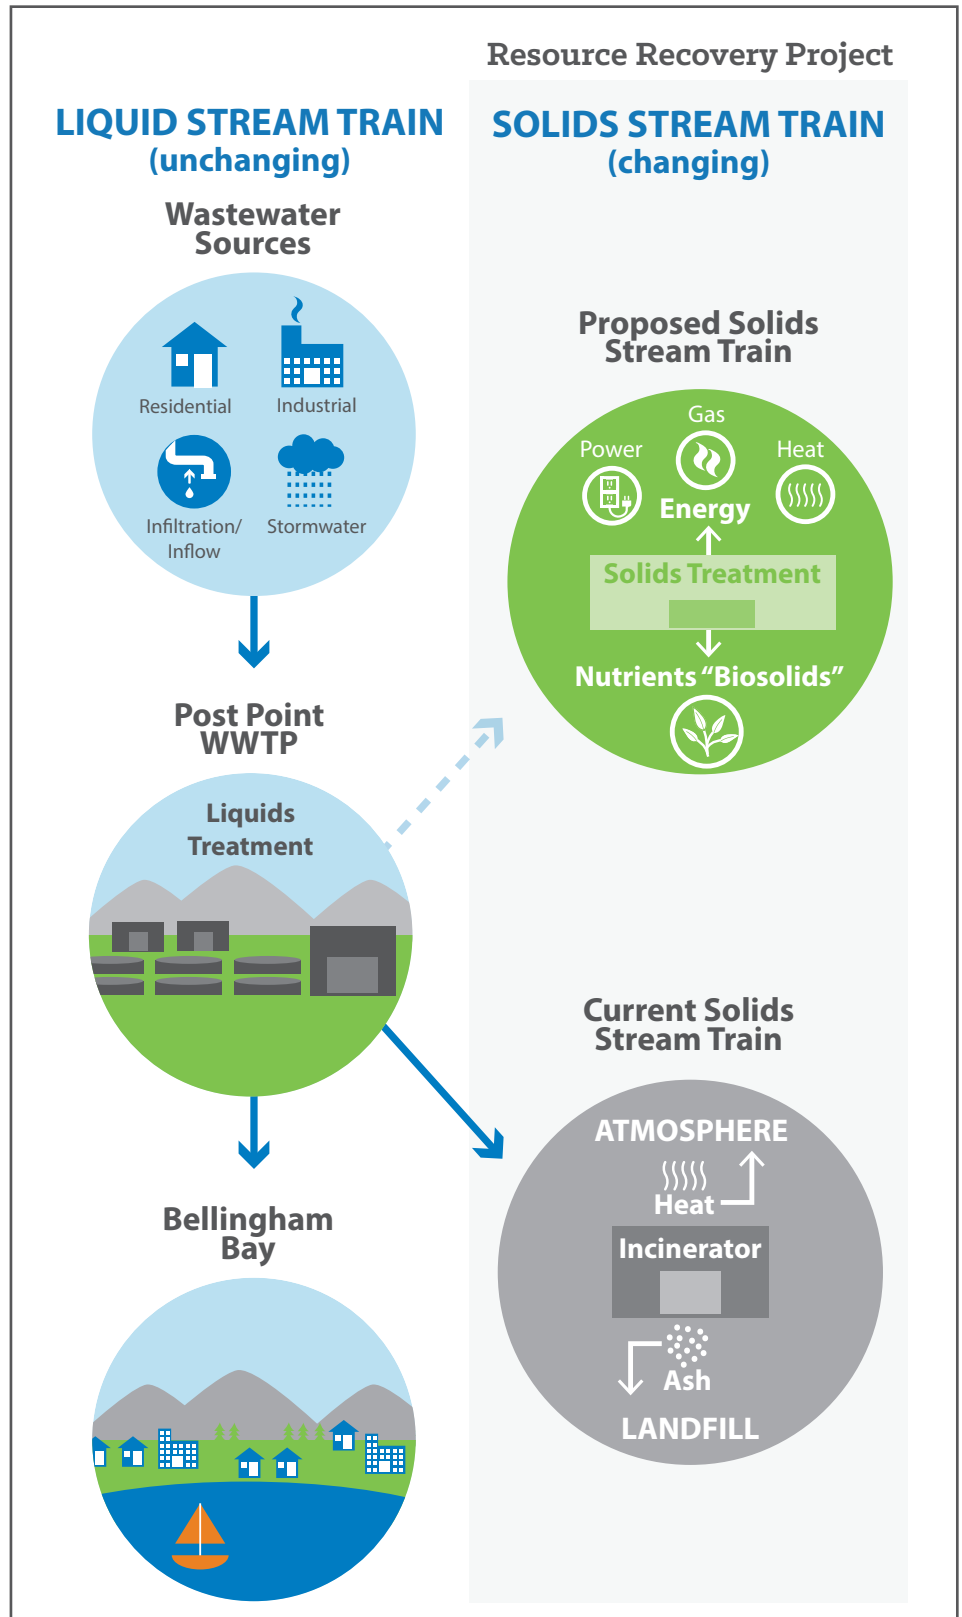 Resource Recovery Project
LIQUID STREAM TRAIN
(unchanging)
Wastewater
Sources
Residential
Industrial
Infiltration/
Inflow
Stormwater
Post Point
WWTP
Liquids
Treatment
Bellingham
Bay
SOLIDS STREAM TRAIN
(changing)
Proposed Solids
Stream Train
Gas
Power
Heat
Energy
Solids Treatment
Nutrients “Biosolids”
Current Solids
Stream Train
ATMOSPHERE
Heat
Incinerator
Ash
LANDFILL